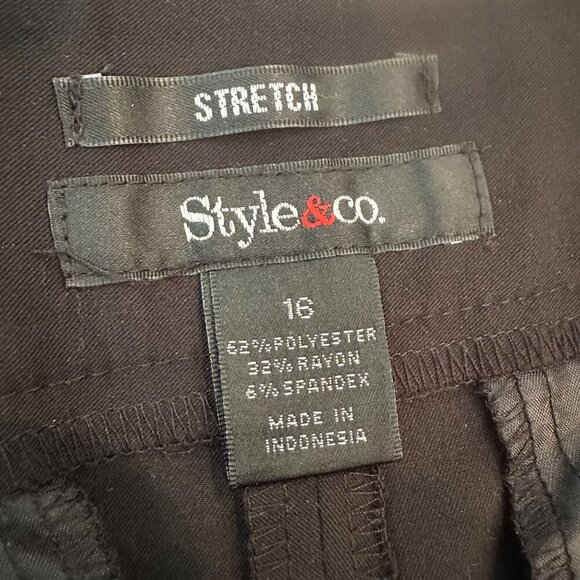 STRETCH
Style&co.
16
62% POLYESTER
32% RAYON
6% SPANDEX
MADE IN
INDONESIA